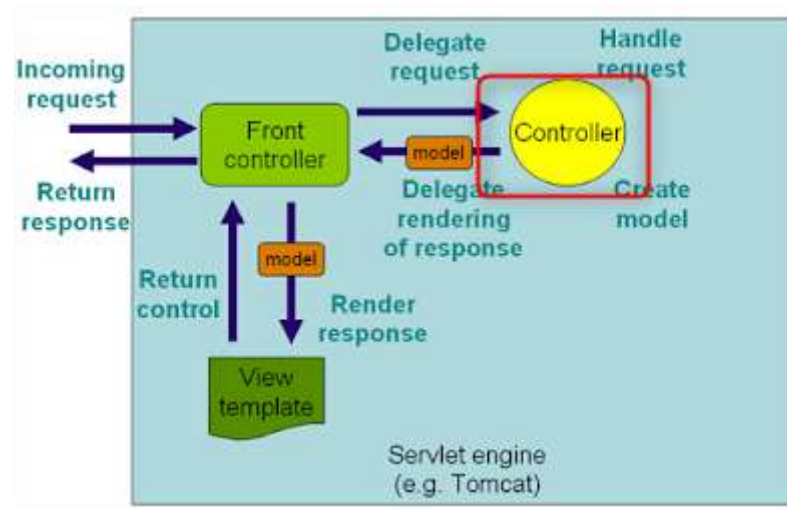 Incoming
request
Return
response
Front
controller
Delegate
request
Handle
request
Controller
model
Delegate
rendering
of response
Create
model
model
Return
control
Render
response
View
template
Servlet engine
(e.g. Tomcat)